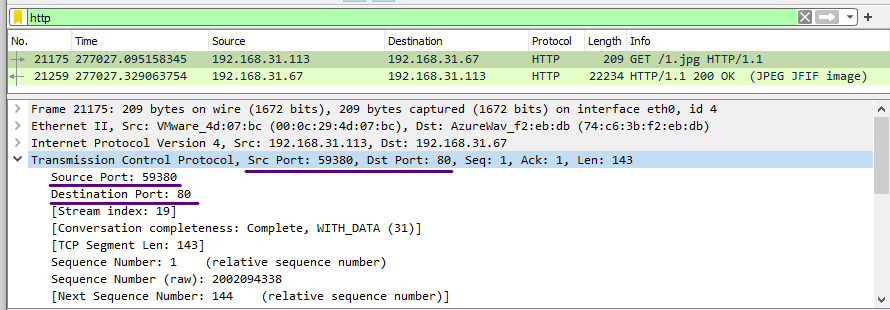 http
No. Time Source Destination Protocol Length Info
21175 277027.095158345 192.168.31.113 192.168.31.67 HTTP 209 GET /1.jpg HTTP/1.1
21259 277027.329063754 192.168.31.67 192.168.31.113 HTTP 22234 HTTP/1.1 200 OK (JPEG JFIF image)
Frame 21175: 209 bytes on wire (1672 bits), 209 bytes captured (1672 bits) on interface eth0, id 4
Ethernet II, Src: VMware_4d:07:bc (00:0c:29:4d:07:bc), Dst: AzureWav_f2:eb:db (74:c6:3b:f2:eb:db)
Internet Protocol Version 4, Src: 192.168.31.113, Dst: 192.168.31.67
Transmission Control Protocol, Src Port: 59380, Dst Port: 80, Seq: 1, Ack: 1, Len: 143
Source Port: 59380
Destination Port: 80
[Stream index: 19]
[Conversation completeness: Complete, WITH_DATA (31)]
[TCP Segment Len: 143]
Sequence Number: 1 (relative sequence number)
Sequence Number (raw): 2002094338
[Next Sequence Number: 144 (relative sequence number)]